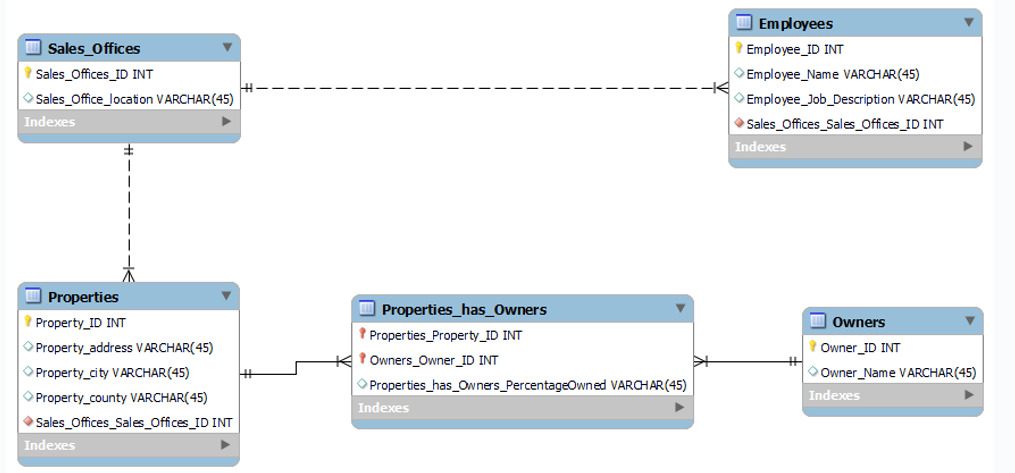 Sales_Offices
Sales_Offices_ID INT
Sales_Office_location VARCHAR(45)
Indexes
Employees
Employee_ID INT
Employee_Name VARCHAR(45)
Employee_Job_Description VARCHAR(45)
Sales_Offices_Sales_Offices_ID INT
Indexes
Properties
Property_ID INT
Property_address VARCHAR(45)
Property_city VARCHAR(45)
Property_county VARCHAR(45)
Sales_Offices_Sales_Offices_ID INT
Indexes
Properties_has_Owners
Properties_Property_ID INT
Owners_Owner_ID INT
Properties_has_Owners_PercentageOwned VARCHAR(45)
Indexes
Owners
Owner_ID INT
Owner_Name VARCHAR(45)
Indexes